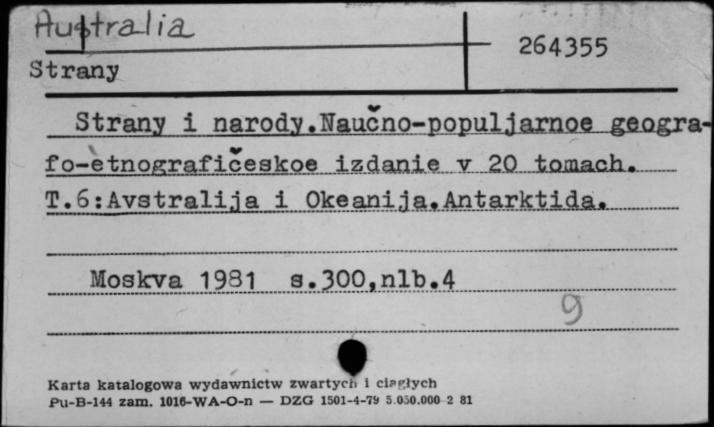 Australia
264355
Strany
Strany i narody.Naučno-populjarnoe geogra-
fo-ètnografičeskoe izdanie v 20 tomach.
T.6:Avstralija i Okeanija.Antarktida.
Moskva 1981 s.300,nlb.4
9
Karta katalogowa wydawnictw zwartych i ciągłych
Pu-B-144 zam. 1016-WA-O-n — DZG 1501-4-79 5.050.000 2 81